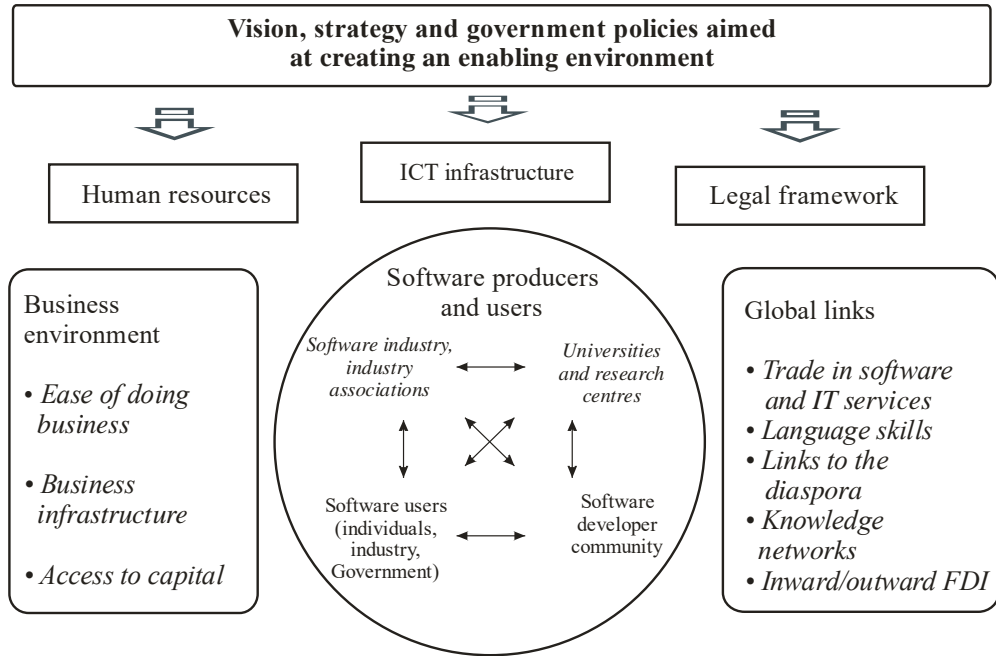 Vision, strategy and government policies aimed
at creating an enabling environment
Human resources
ICT infrastructure
Legal framework
Business
environment
• Ease of doing
business
• Business
infrastructure
• Access to capital
Software producers
and users
Software industry,
industry
associations
Universities
and research
centres
Software users
(individuals,
industry,
Government)
Software
developer
community
Global links
• Trade in software
and IT services
• Language skills
• Links to the
diaspora
• Knowledge
networks
• Inward/outward FDI